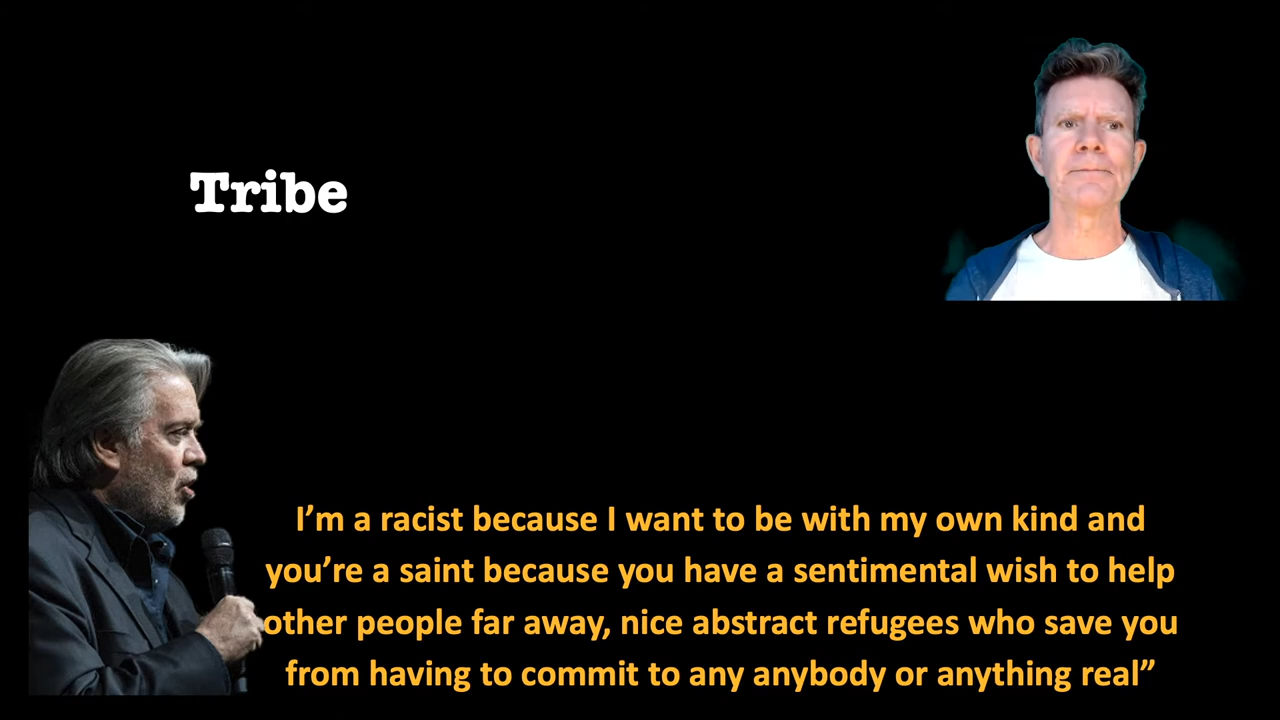 Tribe
I’m a racist because I want to be with my own kind and
you’re a saint because you have a sentimental wish to help
other people far away, nice abstract refugees who save you
from having to commit to any anybody or anything real”